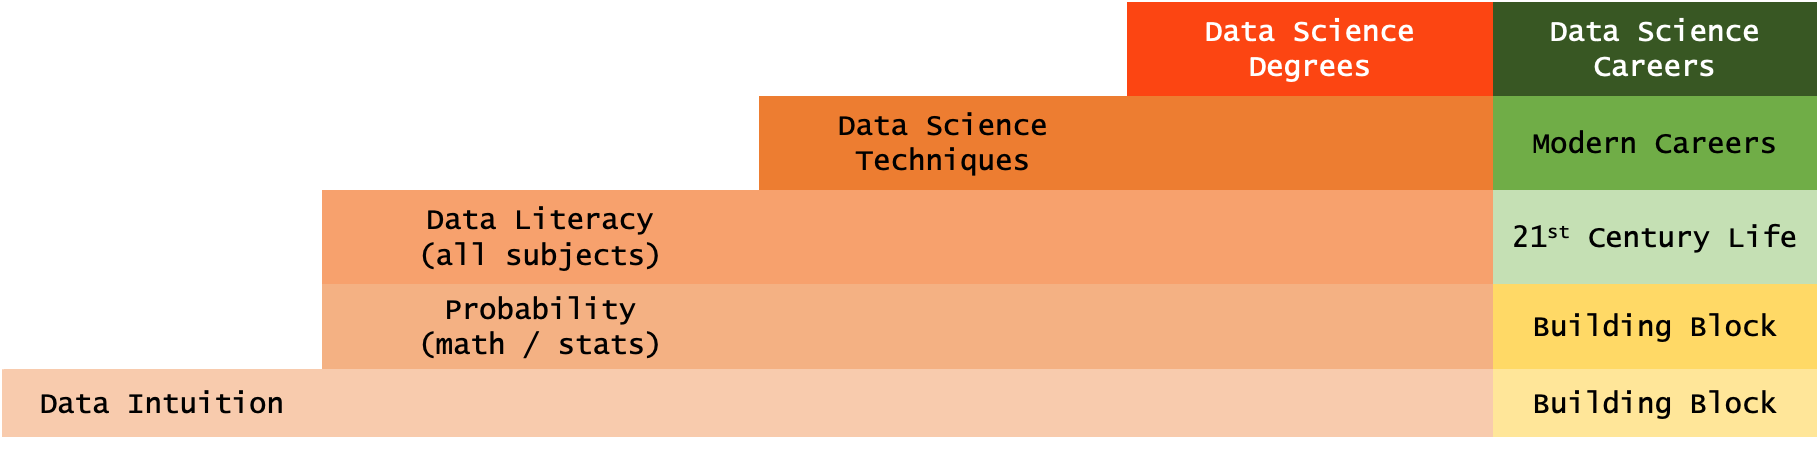 Data Science
Degrees
Data Science
Careers
Data Science
Techniques
Modern Careers
Data Literacy
(all subjects)
21st Century Life
Probability
(math / stats)
Building Block
Data Intuition
Building Block